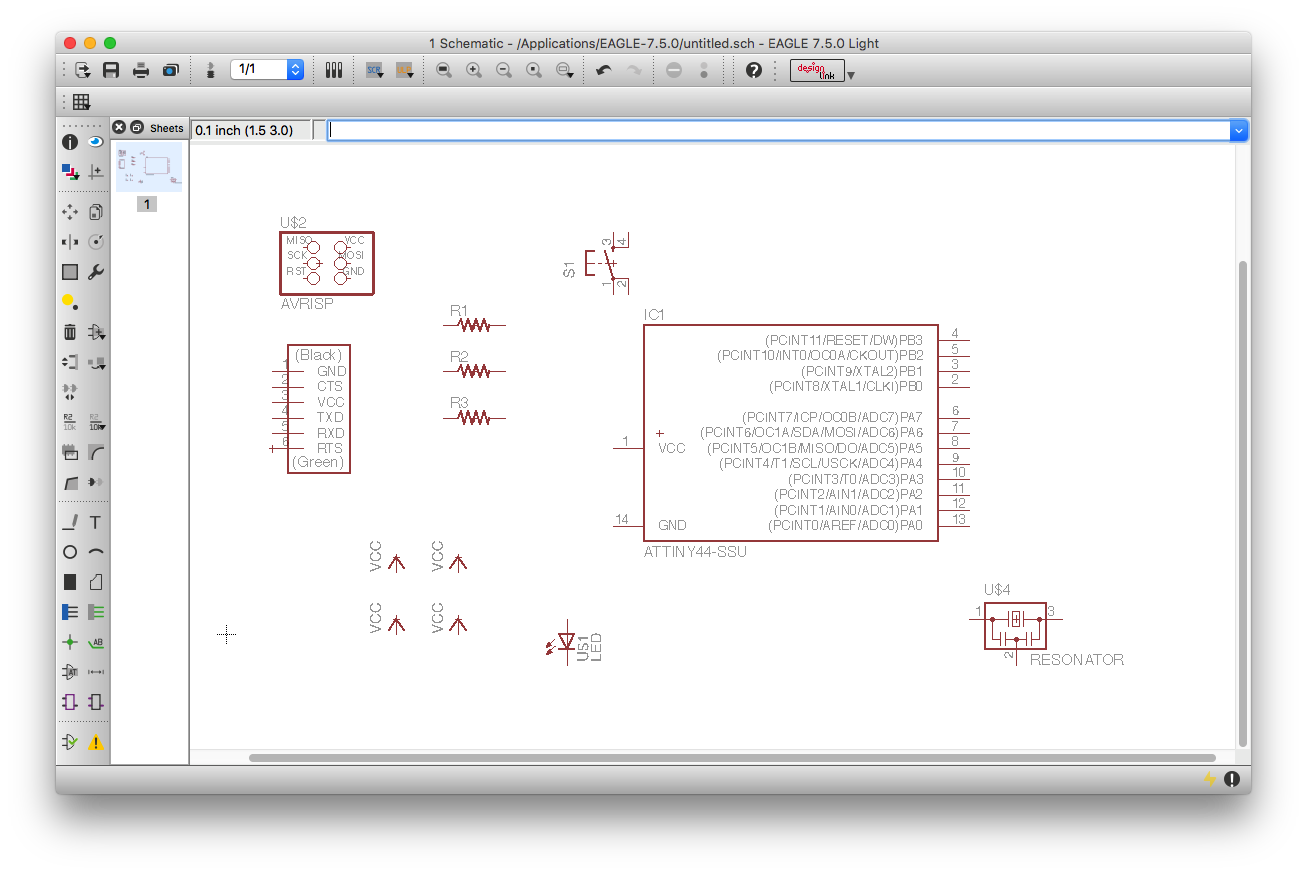 1 Schematic - /Applications/EAGLE-7.5.0/untitled.sch - EAGLE 7.5.0 Light
1/1
SCR
?
design
link
Sheets
0.1 inch (1.5 3.0)
1
U$2
MISO VCC
SCK MOSI
RST GND
AVRISP
S1
3
4
1
2
R1
R2
R3
(Black)
1 GND
2 CTS
3 VCC
4 TXD
5 RXD
6 RTS
(Green)
IC1
(PCINT11/RESET/DW)PB3 4
(PCINT10/INT0/OC0A/CKOUT)PB2 5
(PCINT9/XTAL2)PB1 3
(PCINT8/XTAL1/CLKI)PB0 2
(PCINT7/ICP/OC0B/ADC7)PA7 6
(PCINT6/OC1A/SDA/MOSI/ADC6)PA6 7
1 VCC (PCINT5/OC1B/MISO/DO/ADC5)PA5 8
(PCINT4/T1/SCL/USCK/ADC4)PA4 9
(PCINT3/T0/ADC3)PA3 10
(PCINT2/AIN1/ADC2)PA2 11
(PCINT1/AIN0/ADC1)PA1 12
14 GND (PCINT0/AREF/ADC0)PA0 13
ATTINY44-SSU
VCC VCC
VCC VCC
U$1
LED
U$4
1 3
2
RESONATOR
R2
10k
R2
10k
T
AB